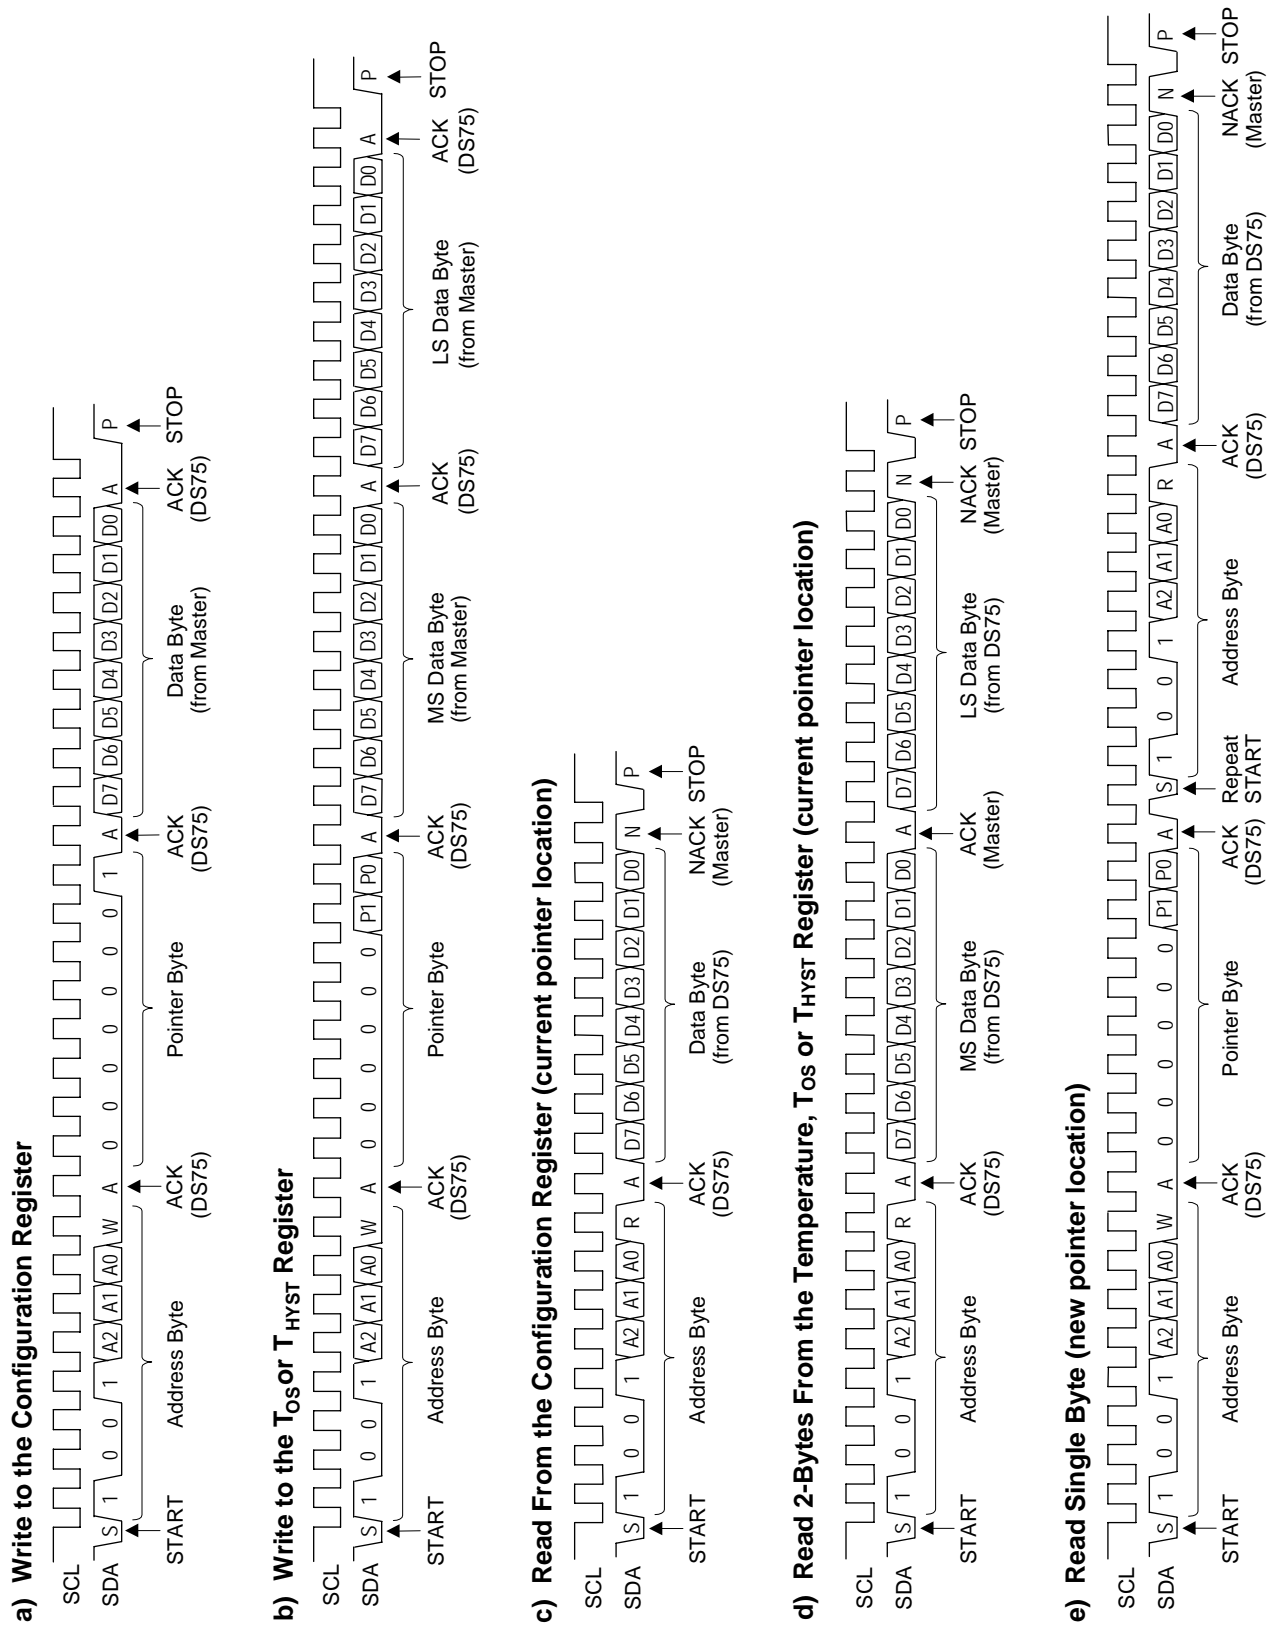 a) Write to the Configuration Register
SCL
SDA S 1 0 0 1 A2 A1 A0 W A 0 0 0 0 0 0 0 1 A D7 D6 D5 D4 D3 D2 D1 D0 A P
START Address Byte ACK (DS75) Pointer Byte ACK (DS75) Data Byte (from Master) ACK (DS75) STOP
b) Write to the TOS or THYST Register
SCL
SDA S 1 0 0 1 A2 A1 A0 W A 0 0 0 0 0 0 P1 P0 A D7 D6 D5 D4 D3 D2 D1 D0 A D7 D6 D5 D4 D3 D2 D1 D0 A P
START Address Byte ACK (DS75) Pointer Byte ACK (DS75) MS Data Byte (from Master) ACK (DS75) LS Data Byte (from Master) ACK (DS75) STOP
c) Read From the Configuration Register (current pointer location)
SCL
SDA S 1 0 0 1 A2 A1 A0 R A D7 D6 D5 D4 D3 D2 D1 D0 N P
START Address Byte ACK (DS75) Data Byte (from DS75) NACK (Master) STOP
d) Read 2-Bytes From the Temperature, TOS or THYST Register (current pointer location)
SCL
SDA S 1 0 0 1 A2 A1 A0 R A D7 D6 D5 D4 D3 D2 D1 D0 A D7 D6 D5 D4 D3 D2 D1 D0 N P
START Address Byte ACK (DS75) MS Data Byte (from DS75) ACK (Master) LS Data Byte (from DS75) NACK (Master) STOP
e) Read Single Byte (new pointer location)
SCL
SDA S 1 0 0 1 A2 A1 A0 W A 0 0 0 0 0 0 P1 P0 A S 1 0 0 1 A2 A1 A0 R A D7 D6 D5 D4 D3 D2 D1 D0 N P
START Address Byte ACK (DS75) Pointer Byte ACK (DS75) Repeat START Address Byte ACK (DS75) Data Byte (from DS75) NACK (Master) STOP